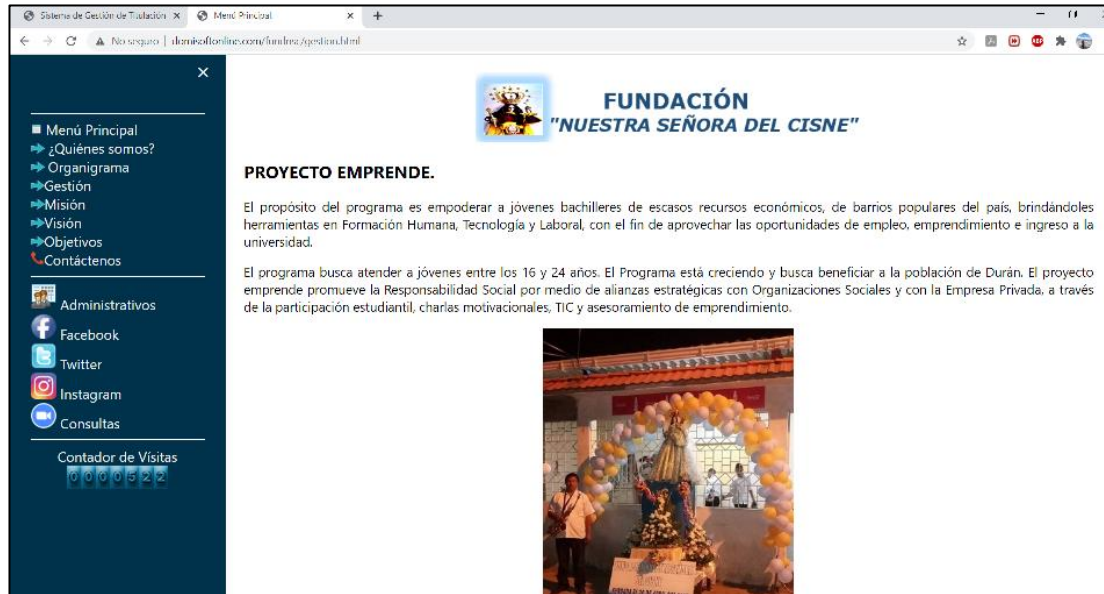 Sistema de Gestión de Titulación
Menú Principal
No seguro
Menú Principal
¿Quiénes somos?
Organigrama
Gestión
Misión
Visión
Objetivos
Contáctenos
Administrativos
Facebook
Twitter
Instagram
Consultas
Contador de Vísitas
0000522
FUNDACIÓN
"NUESTRA SEÑORA DEL CISNE"
PROYECTO EMPRENDE.
El propósito del programa es empoderar a jóvenes bachilleres de escasos recursos económicos, de barrios populares del país, brindándoles
herramientas en Formación Humana, Tecnología y Laboral, con el fin de aprovechar las oportunidades de empleo, emprendimiento e ingreso a la
universidad.
El programa busca atender a jóvenes entre los 16 y 24 años. El Programa está creciendo y busca beneficiar a la población de Durán. El proyecto
emprende promueve la Responsabilidad Social por medio de alianzas estratégicas con Organizaciones Sociales y con la Empresa Privada, a través
de la participación estudiantil, charlas motivacionales, TIC y asesoramiento de emprendimiento.